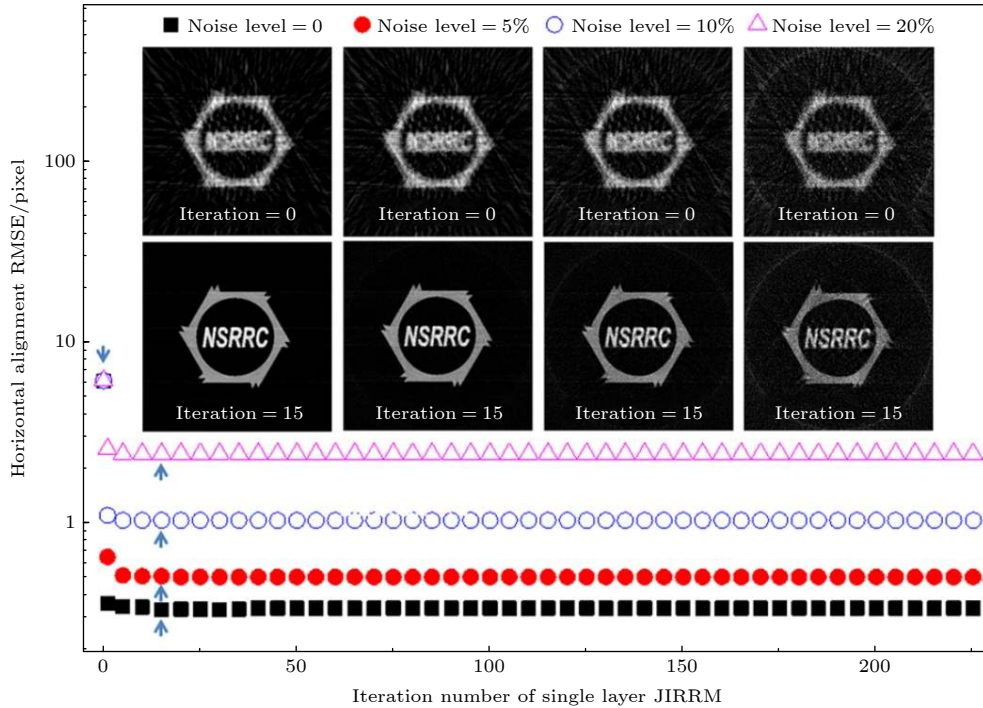 Noise level = 0
Noise level = 5%
Noise level = 10%
Noise level = 20%
NSRRC
NSRRC
NSRRC
NSRRC
Iteration = 0
Iteration = 0
Iteration = 0
Iteration = 0
NSRRC
NSRRC
NSRRC
NSRRC
Iteration = 15
Iteration = 15
Iteration = 15
Iteration = 15
Horizontal alignment RMSE/pixel
100
10
1
0
50
100
150
200
Iteration number of single layer JIRRM